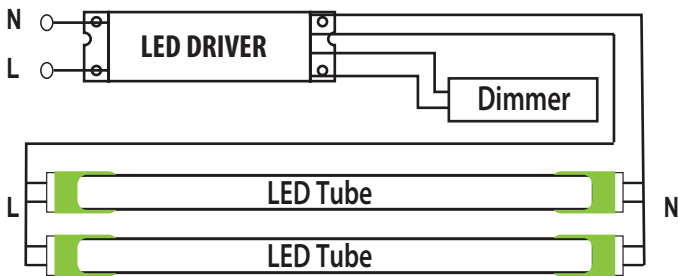 N
LED DRIVER
L
Dimmer
LED Tube
L
N
LED Tube